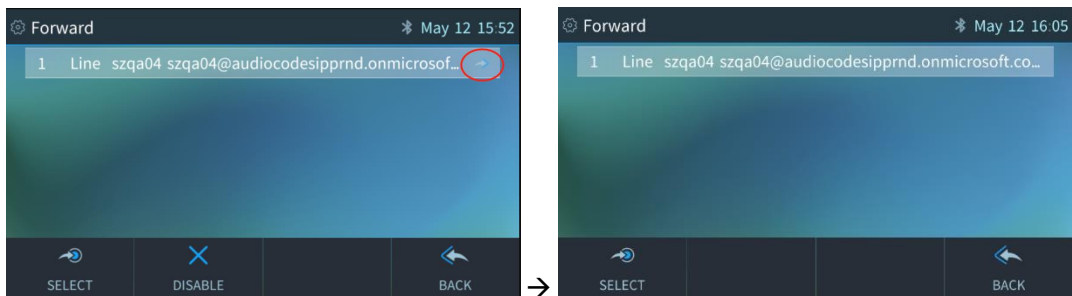 Forward May 12 15:52
1 Line szqa04 szqa04@audiocodesipprnd.onmicrosof...
SELECT DISABLE BACK
→
Forward May 12 16:05
1 Line szqa04 szqa04@audiocodesipprnd.onmicrosoft.co...
SELECT BACK